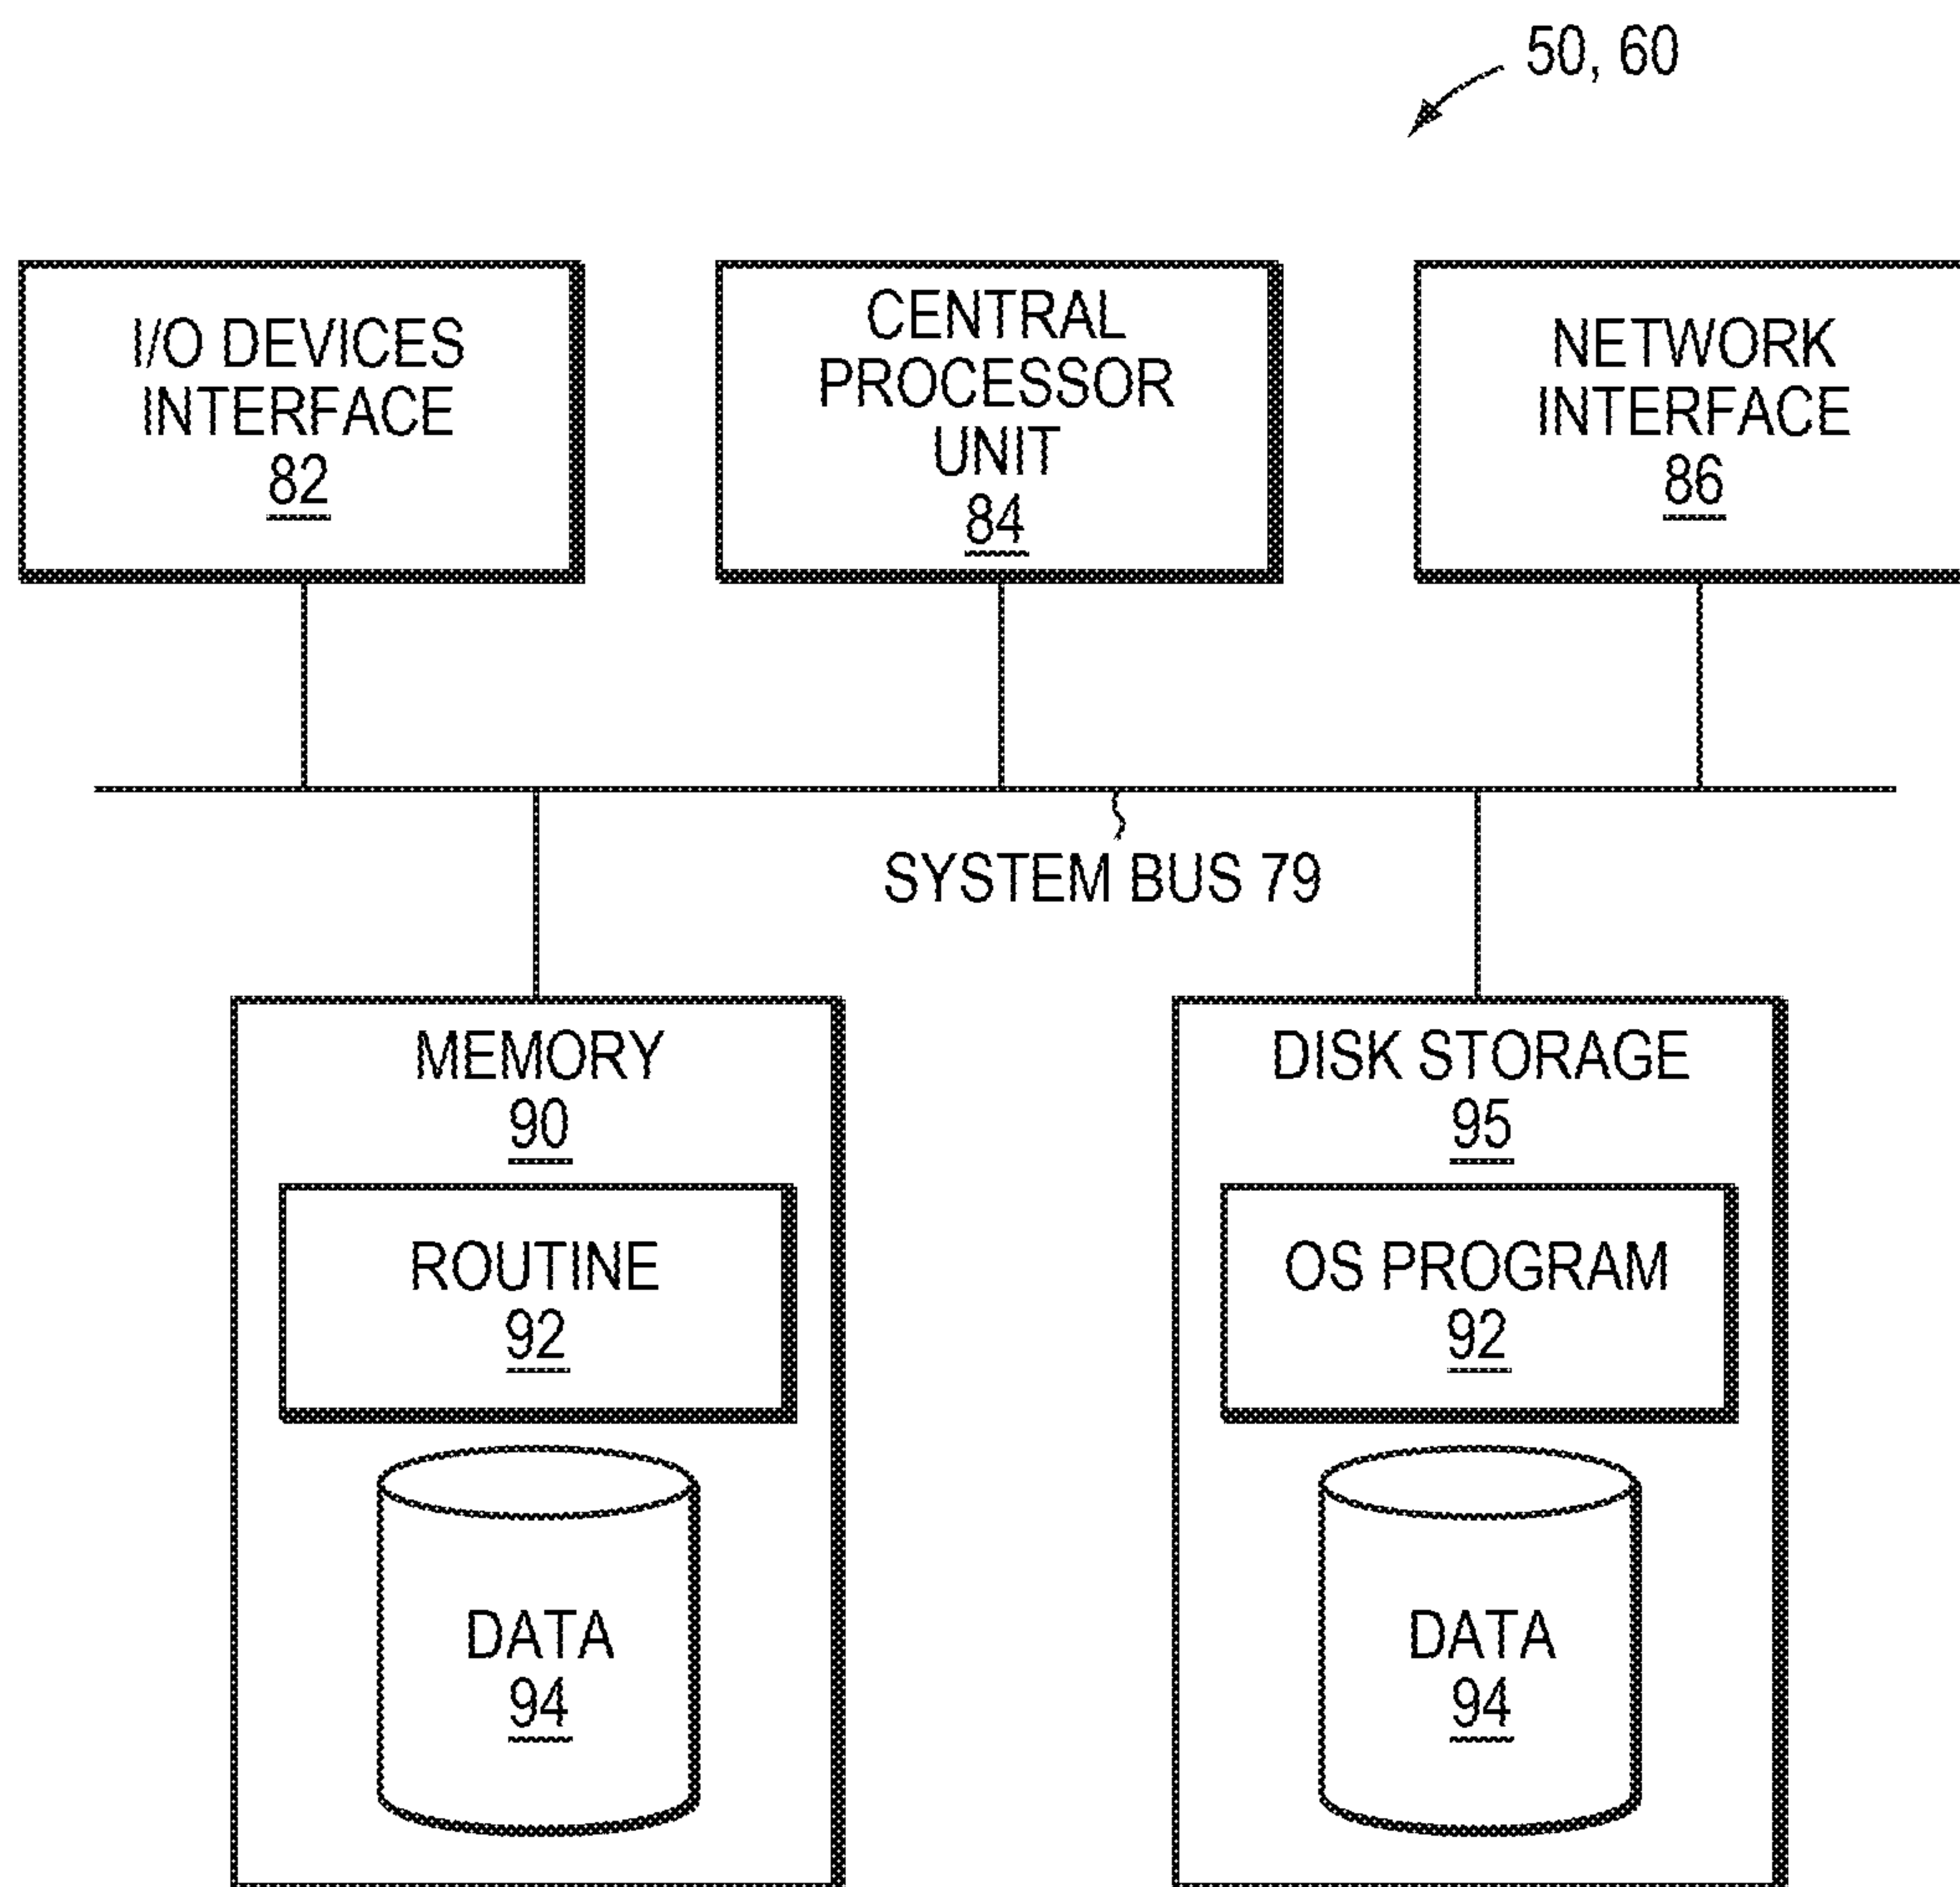 50, 60
I/O DEVICES
INTERFACE
82
CENTRAL
PROCESSOR
UNIT
84
NETWORK
INTERFACE
86
SYSTEM BUS 79
MEMORY
90
ROUTINE
92
DATA
94
DISK STORAGE
95
OS PROGRAM
92
DATA
94